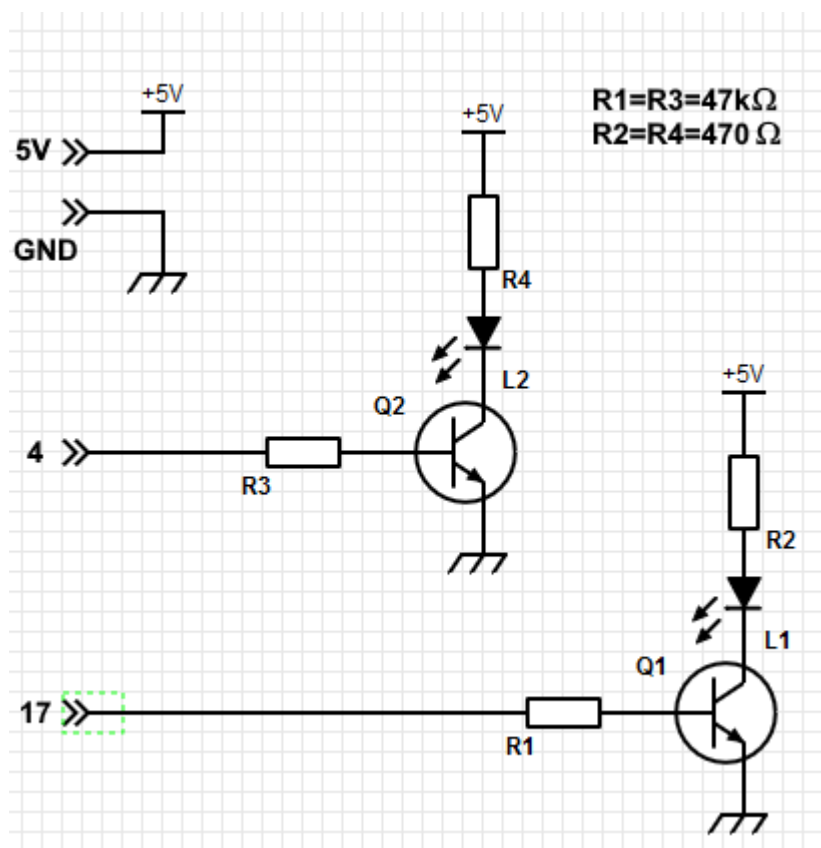 +5V
5V
GND
R1=R3=47kΩ
R2=R4=470 Ω
+5V
R4
L2
Q2
4
R3
+5V
R2
L1
Q1
17
R1